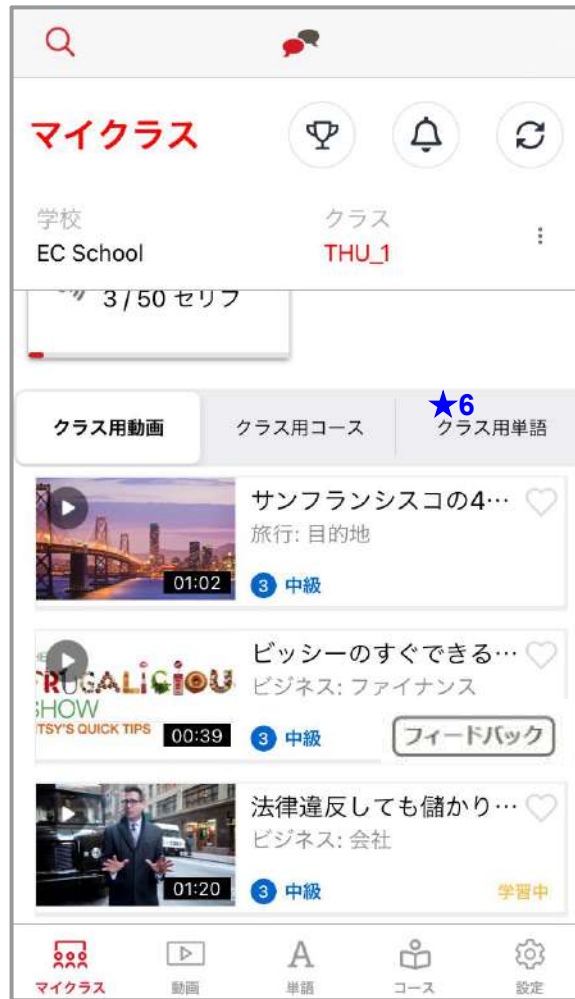 マイクラス
学校
クラス
EC School
THU_1
3 / 50 セリフ
★6
クラス用動画
クラス用コース
クラス用単語
サンフランシスコの4…
旅行: 目的地
01:02
3 中級
ビッシーのすぐできる…
ビジネス: ファイナンス
FRUGALiCiOU
SHOW
ITSY'S QUICK TIPS
00:39
3 中級
フィードバック
法律違反しても儲かり…
ビジネス: 会社
01:20
3 中級
学習中
マイクラス
動画
A
単語
コース
設定